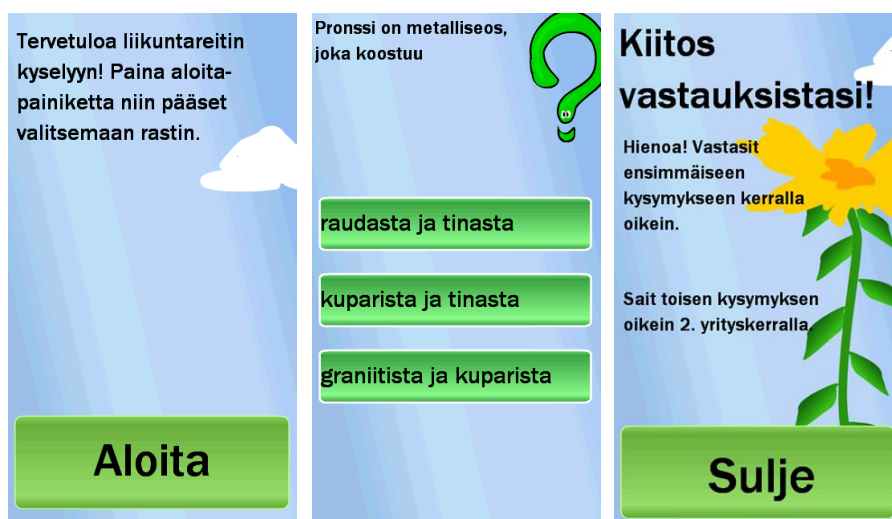 Tervetuloa liikuntareitin
kyselyyn! Paina aloita-
painiketta niin pääset
valitsemaan rastin.
Aloita
Pronssi on metalliseos,
joka koostuu
raudasta ja tinasta
kuparista ja tinasta
graniitista ja kuparista
Kiitos
vastauksistasi!
Hienoa! Vastasit
ensimmäiseen
kysymykseen kerralla
oikein.
Sait toisen kysymyksen
oikein 2. yrityskerralla.
Sulje